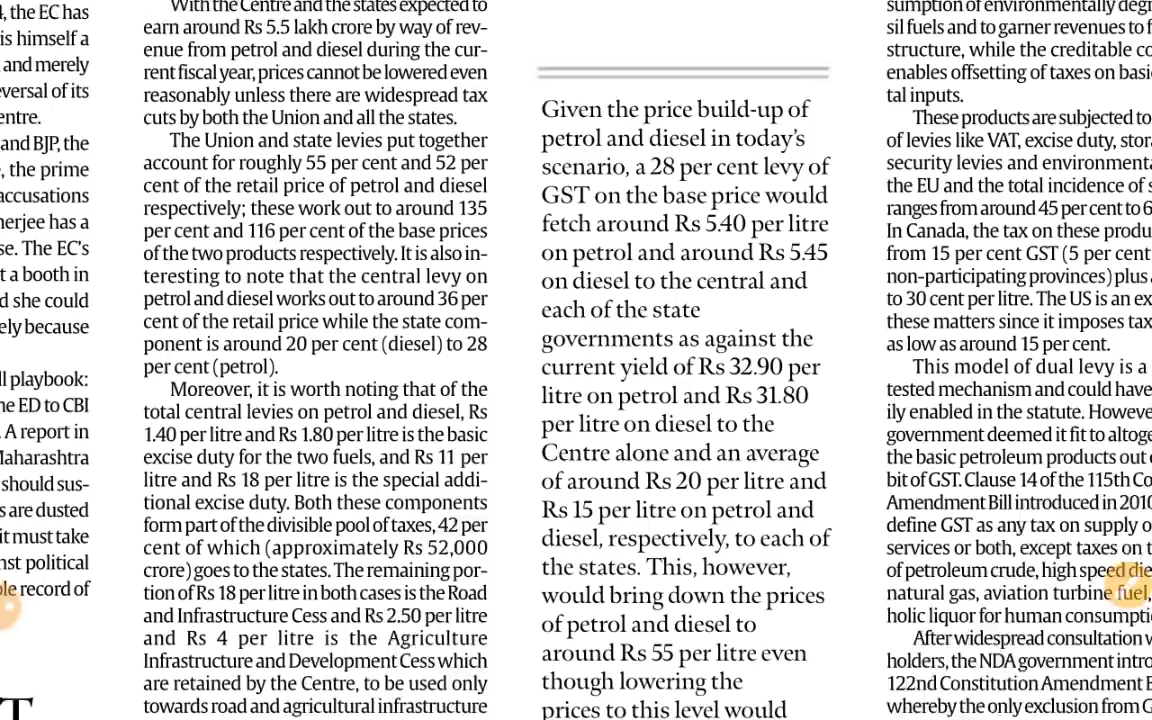 4, the EC has
is himself a
and merely
eversal of its
entre.
and BJP, the
, the prime
accusations
nerjee has a
se. The EC's
t a booth in
d she could
ely because
ll playbook:
he ED to CBI
. A report in
Maharashtra
should sus-
s are dusted
it must take
nst political
ble record of
T
With the Centre and the states expected to
earn around Rs 5.5 lakh crore by way of rev-
enue from petrol and diesel during the cur-
rent fiscal year, prices cannot be lowered even
reasonably unless there are widespread tax
cuts by both the Union and all the states.
The Union and state levies put together
account for roughly 55 per cent and 52 per
cent of the retail price of petrol and diesel
respectively; these work out to around 135
per cent and 116 per cent of the base prices
of the two products respectively. It is also in-
teresting to note that the central levy on
petrol and diesel works out to around 36 per
cent of the retail price while the state com-
ponent is around 20 per cent (diesel) to 28
per cent (petrol).
Moreover, it is worth noting that of the
total central levies on petrol and diesel, Rs
1.40 per litre and Rs 1.80 per litre is the basic
excise duty for the two fuels, and Rs 11 per
litre and Rs 18 per litre is the special addi-
tional excise duty. Both these components
form part of the divisible pool of taxes, 42 per
cent of which (approximately Rs 52,000
crore) goes to the states. The remaining por-
tion of Rs 18 per litre in both cases is the Road
and Infrastructure Cess and Rs 2.50 per litre
and Rs 4 per litre is the Agriculture
Infrastructure and Development Cess which
are retained by the Centre, to be used only
towards road and agricultural infrastructure
Given the price build-up of
petrol and diesel in today's
scenario, a 28 per cent levy of
GST on the base price would
fetch around Rs 5.40 per litre
on petrol and around Rs 5.45
on diesel to the central and
each of the state
governments as against the
current yield of Rs 32.90 per
litre on petrol and Rs 31.80
per litre on diesel to the
Centre alone and an average
of around Rs 20 per litre and
Rs 15 per litre on petrol and
diesel, respectively, to each of
the states. This, however,
would bring down the prices
of petrol and diesel to
around Rs 55 per litre even
though lowering the
prices to this level would
sumption of environmentally degr
sil fuels and to garner revenues to f
structure, while the creditable co
enables offsetting of taxes on basi
tal inputs.
These products are subjected to
of levies like VAT, excise duty, stor
security levies and environmenta
the EU and the total incidence of s
ranges from around 45 per cent to 6
In Canada, the tax on these produ
from 15 per cent GST (5 per cent
non-participating provinces) plus
to 30 cent per litre. The US is an ex
these matters since it imposes tax
as low as around 15 per cent.
This model of dual levy is a
tested mechanism and could have
ily enabled in the statute. Howeve
government deemed it fit to altoge
the basic petroleum products out
bit of GST. Clause 14 of the 115th Co
Amendment Bill introduced in 2010
define GST as any tax on supply o
services or both, except taxes on t
of petroleum crude, high speed die
natural gas, aviation turbine fuel,
holic liquor for human consumpti
After widespread consultation w
holders, the NDA government intro
122nd Constitution Amendment B
whereby the only exclusion from G